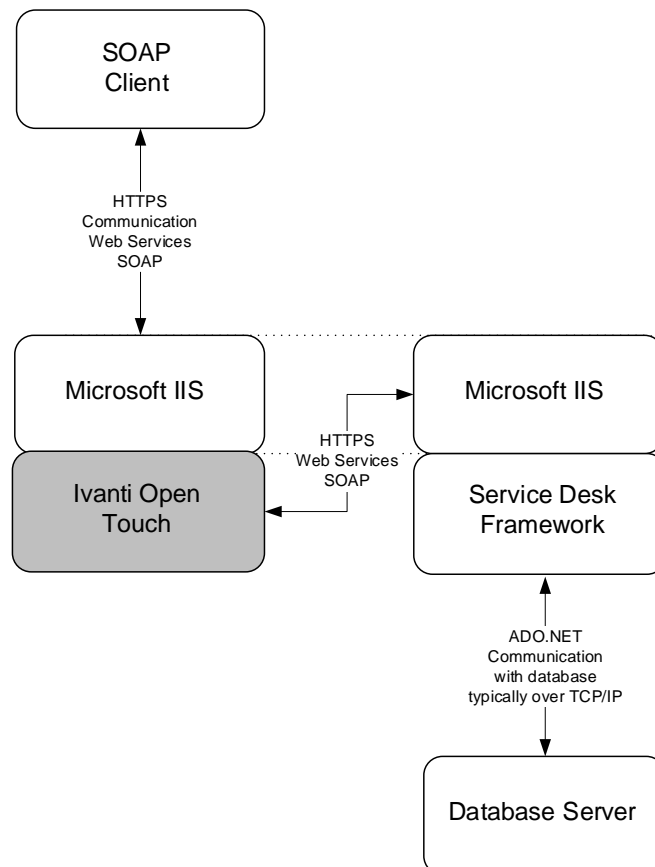 SOAP
Client
HTTPS
Communication
Web Services
SOAP
Microsoft IIS
Microsoft IIS
HTTPS
Web Services
SOAP
Ivanti Open
Touch
Service Desk
Framework
ADO.NET
Communication
with database
typically over TCP/IP
Database Server